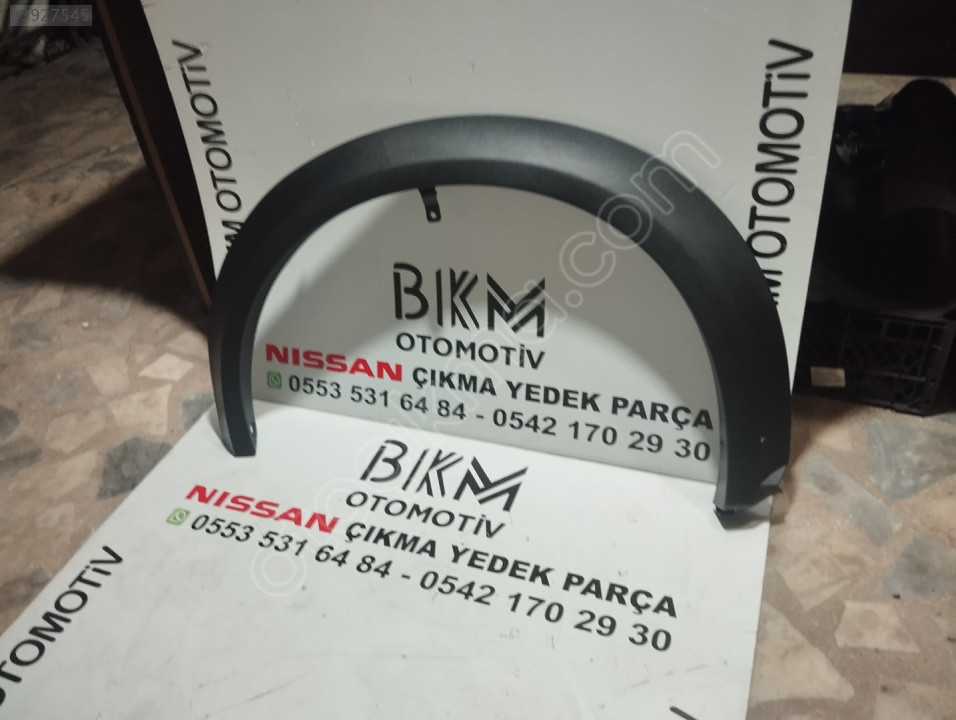 927545
OTOMOTİV
M OTOMOTİV
BKM
OTOMOTİV
NISSAN ÇIKMA YEDEK PARÇA
0553 531 64 84 - 0542 170 29 30
BKM
OTOMOTİV
NISSAN ÇIKMA YEDEK PARÇA
0553 531 64 84 - 0542 170 29 30
OTOMOTİV